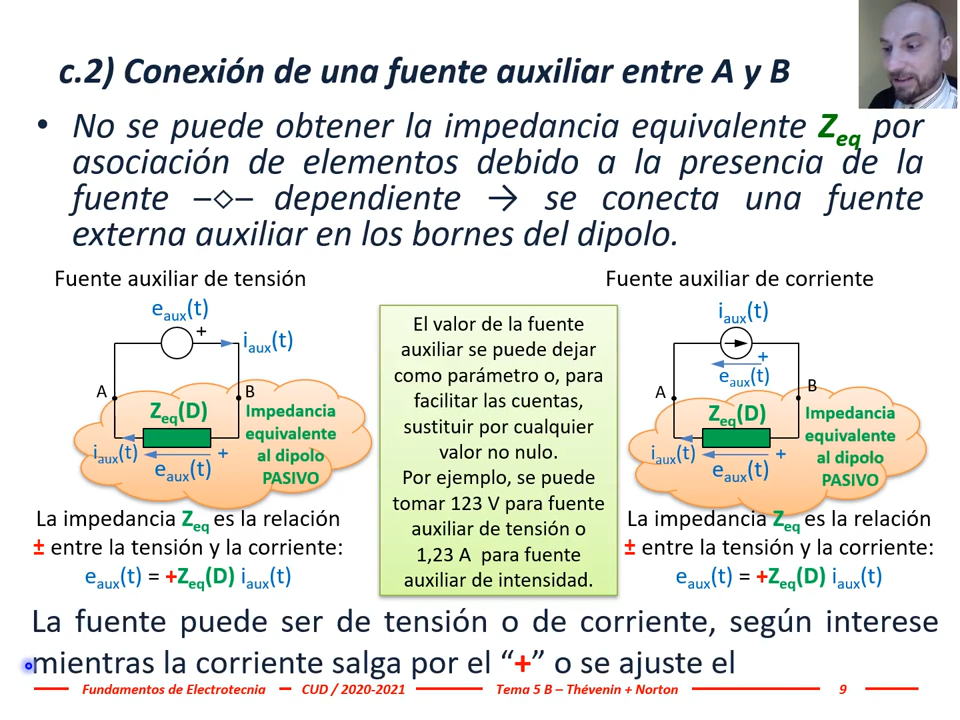 c.2) Conexión de una fuente auxiliar entre A y B
• No se puede obtener la impedancia equivalente Zeq por
asociación de elementos debido a la presencia de la
fuente –◇– dependiente → se conecta una fuente
externa auxiliar en los bornes del dipolo.
Fuente auxiliar de tensión
eaux(t)
+
iaux(t)
A
B
Zeq(D)
Impedancia
equivalente
al dipolo
PASIVO
iaux(t)
eaux(t)
+
La impedancia Zeq es la relación
± entre la tensión y la corriente:
eaux(t) = +Zeq(D) iaux(t)
El valor de la fuente
auxiliar se puede dejar
como parámetro o, para
facilitar las cuentas,
sustituir por cualquier
valor no nulo.
Por ejemplo, se puede
tomar 123 V para fuente
auxiliar de tensión o
1,23 A para fuente
auxiliar de intensidad.
Fuente auxiliar de corriente
iaux(t)
+
eaux(t)
A
B
Zeq(D)
Impedancia
equivalente
al dipolo
PASIVO
iaux(t)
eaux(t)
+
La impedancia Zeq es la relación
± entre la tensión y la corriente:
eaux(t) = +Zeq(D) iaux(t)
La fuente puede ser de tensión o de corriente, según interese
mientras la corriente salga por el “+” o se ajuste el
Fundamentos de Electrotecnia — CUD / 2020-2021 — Tema 5 B – Thévenin + Norton — 9